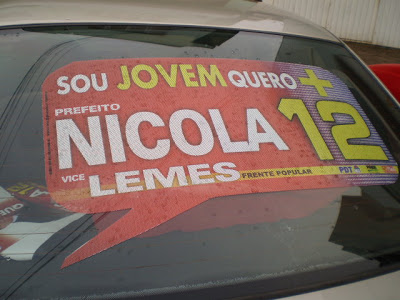 SOU JOVEM QUERO +
PREFEITO
NICOLA 12
VICE LEMES FRENTE POPULAR PDT